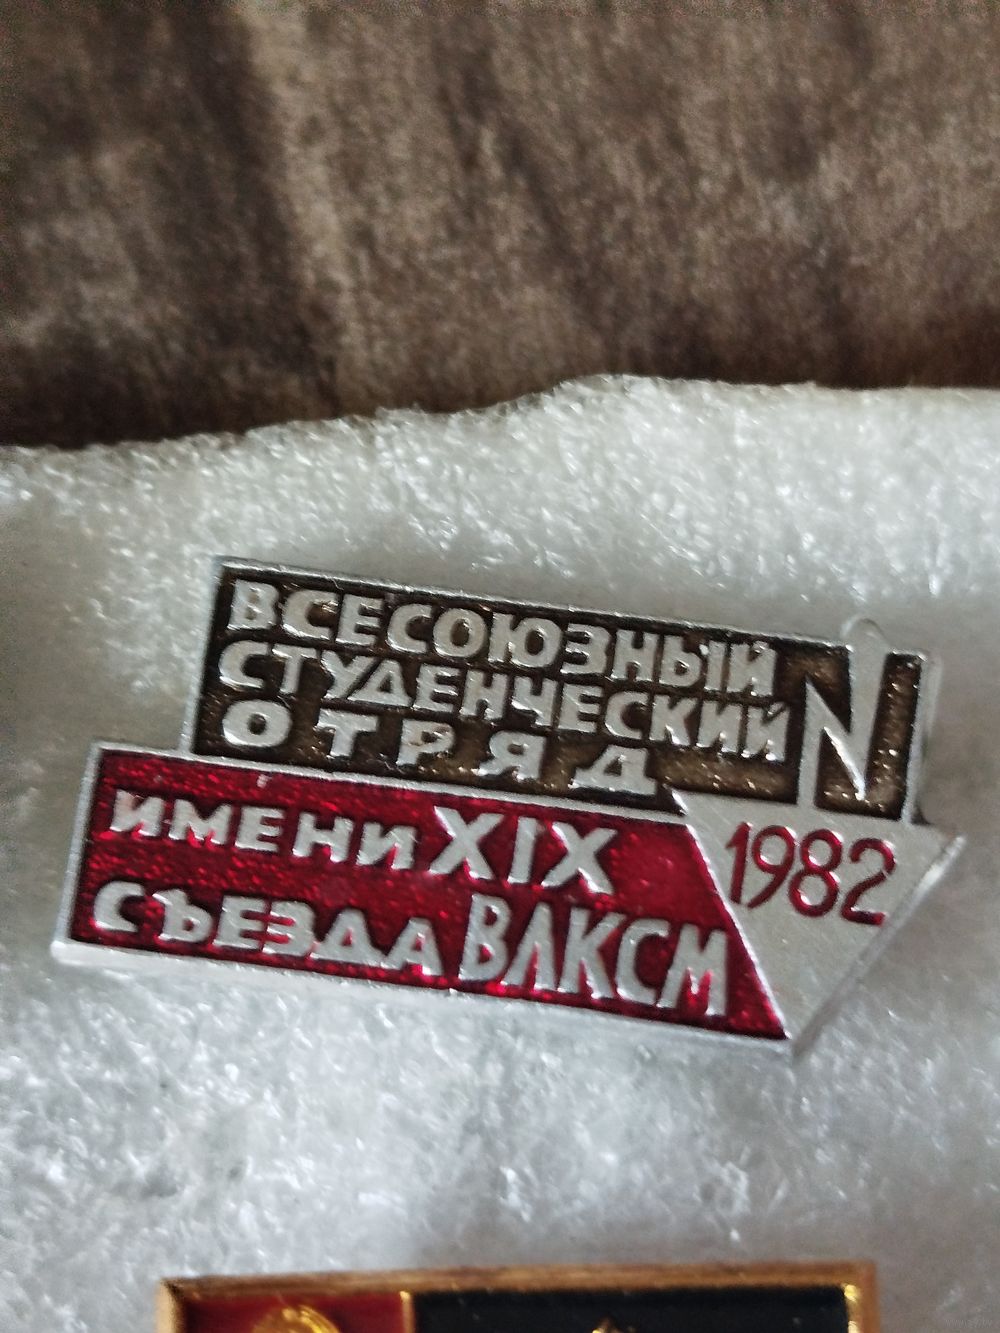 ВСЕСОЮЗНЫЙ
СТУДЕНЧЕСКИЙ
ОТРЯД
ИМЕНИ XIX
СЪЕЗДА ВЛКСМ
1982